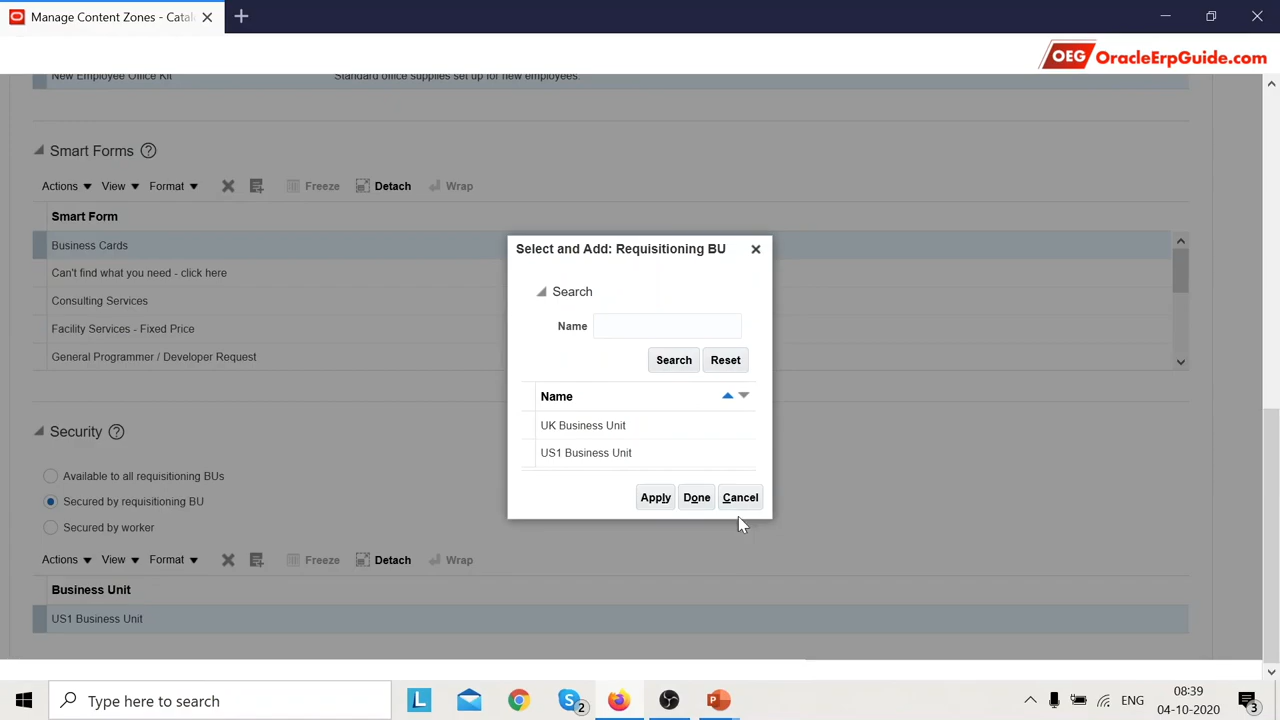 Manage Content Zones - Catal
OEG OracleErpGuide.com
New Employee Office Kit Standard office supplies set up for new employees.
Smart Forms ?
Actions View Format Freeze Detach Wrap
Smart Form
Business Cards
Can't find what you need - click here
Consulting Services
Facility Services - Fixed Price
General Programmer / Developer Request
Select and Add: Requisitioning BU
Search
Name
Search Reset
Name
UK Business Unit
US1 Business Unit
Apply Done Cancel
Security ?
Available to all requisitioning BUs
Secured by requisitioning BU
Secured by worker
Actions View Format Freeze Detach Wrap
Business Unit
US1 Business Unit
Type here to search
L
2
ENG
08:39
04-10-2020
3